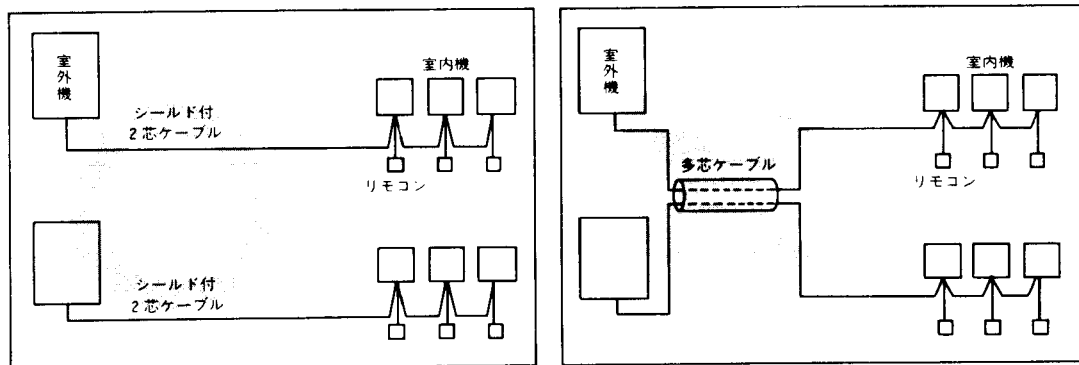 室外機
室内機
シールド付
2芯ケーブル
リモコン
シールド付
2芯ケーブル
室外機
室内機
多芯ケーブル
リモコン